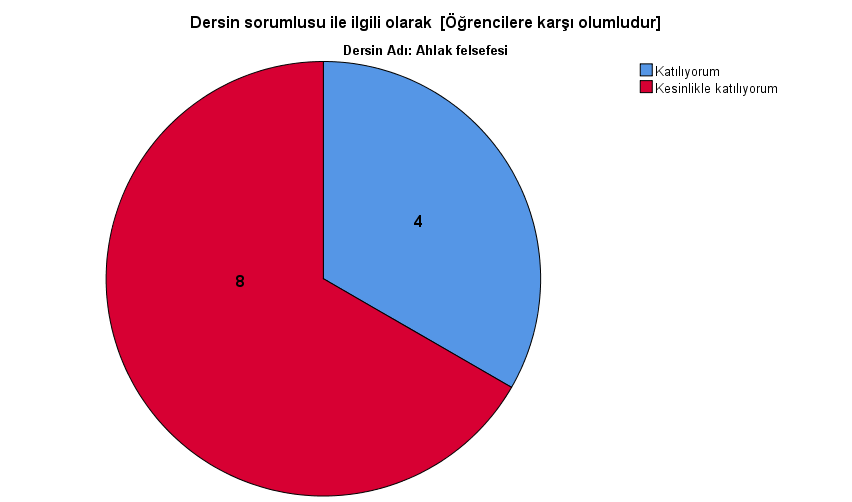 Dersin sorumlusu ile ilgili olarak  [Öğrencilere karşı olumludur]
Dersin Adı: Ahlak felsefesi
Katılıyorum
Kesinlikle katılıyorum
4
8